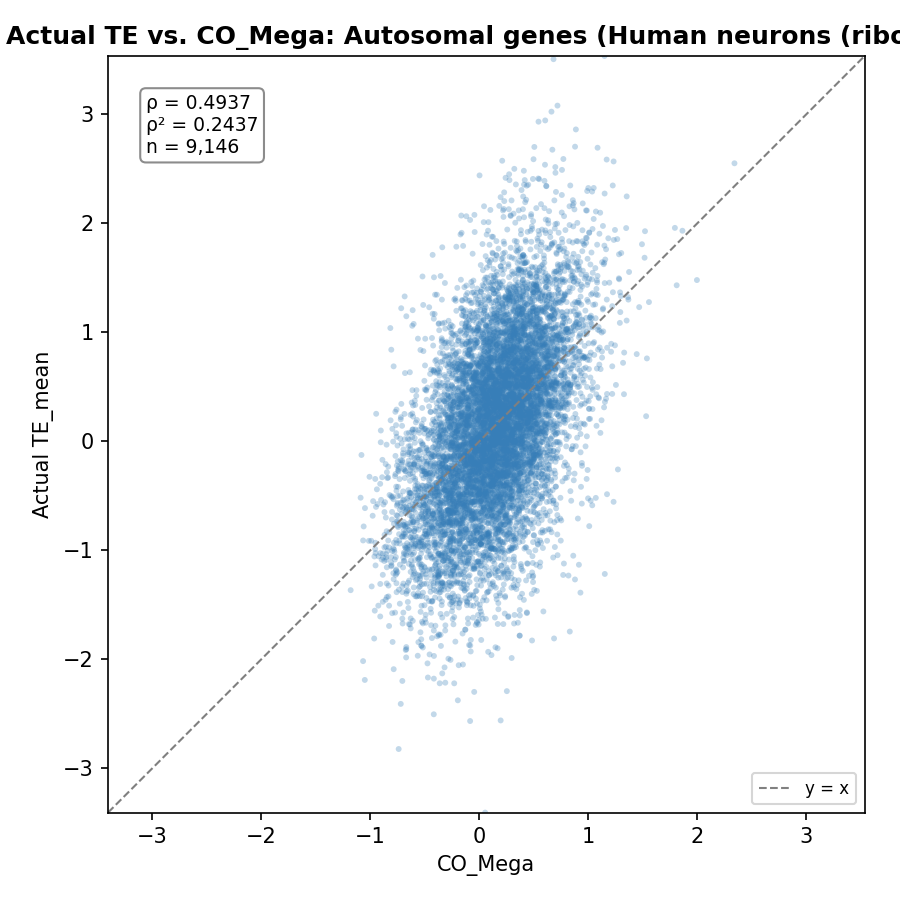 Actual TE vs. CO_Mega: Autosomal genes (Human neurons (ribo
ρ = 0.4937
ρ² = 0.2437
n = 9,146
3
2
1
0
−1
−2
−3
Actual TE_mean
y = x
−3 −2 −1 0 1 2 3
CO_Mega